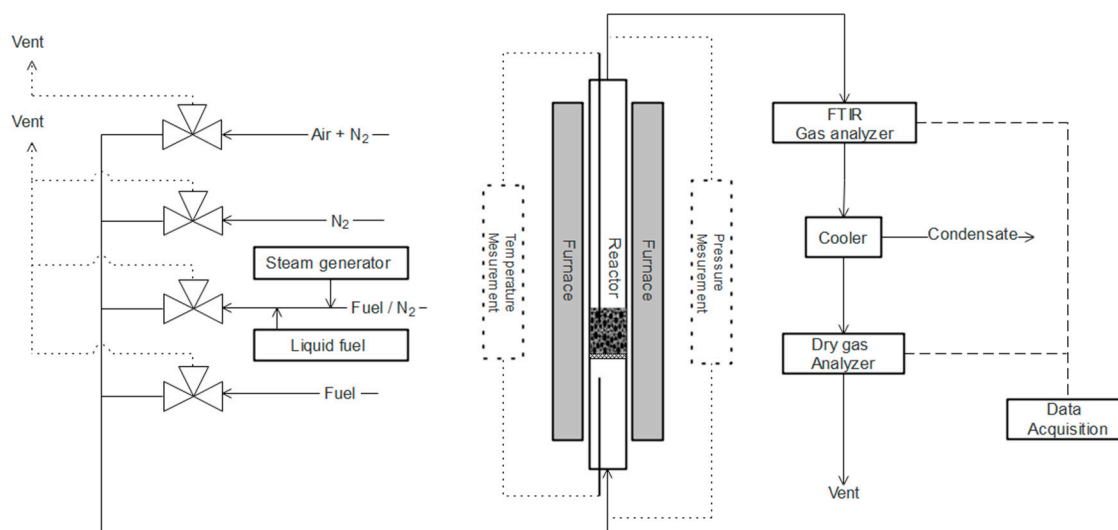 Vent
Vent
Air + N2
N2
Steam generator
Fuel / N2
Liquid fuel
Fuel
Temperature
Mesurement
Furnace
Reactor
Furnace
Pressure
Mesurement
FTIR
Gas analyzer
Cooler
Condensate
Dry gas
Analyzer
Data
Acquisition
Vent